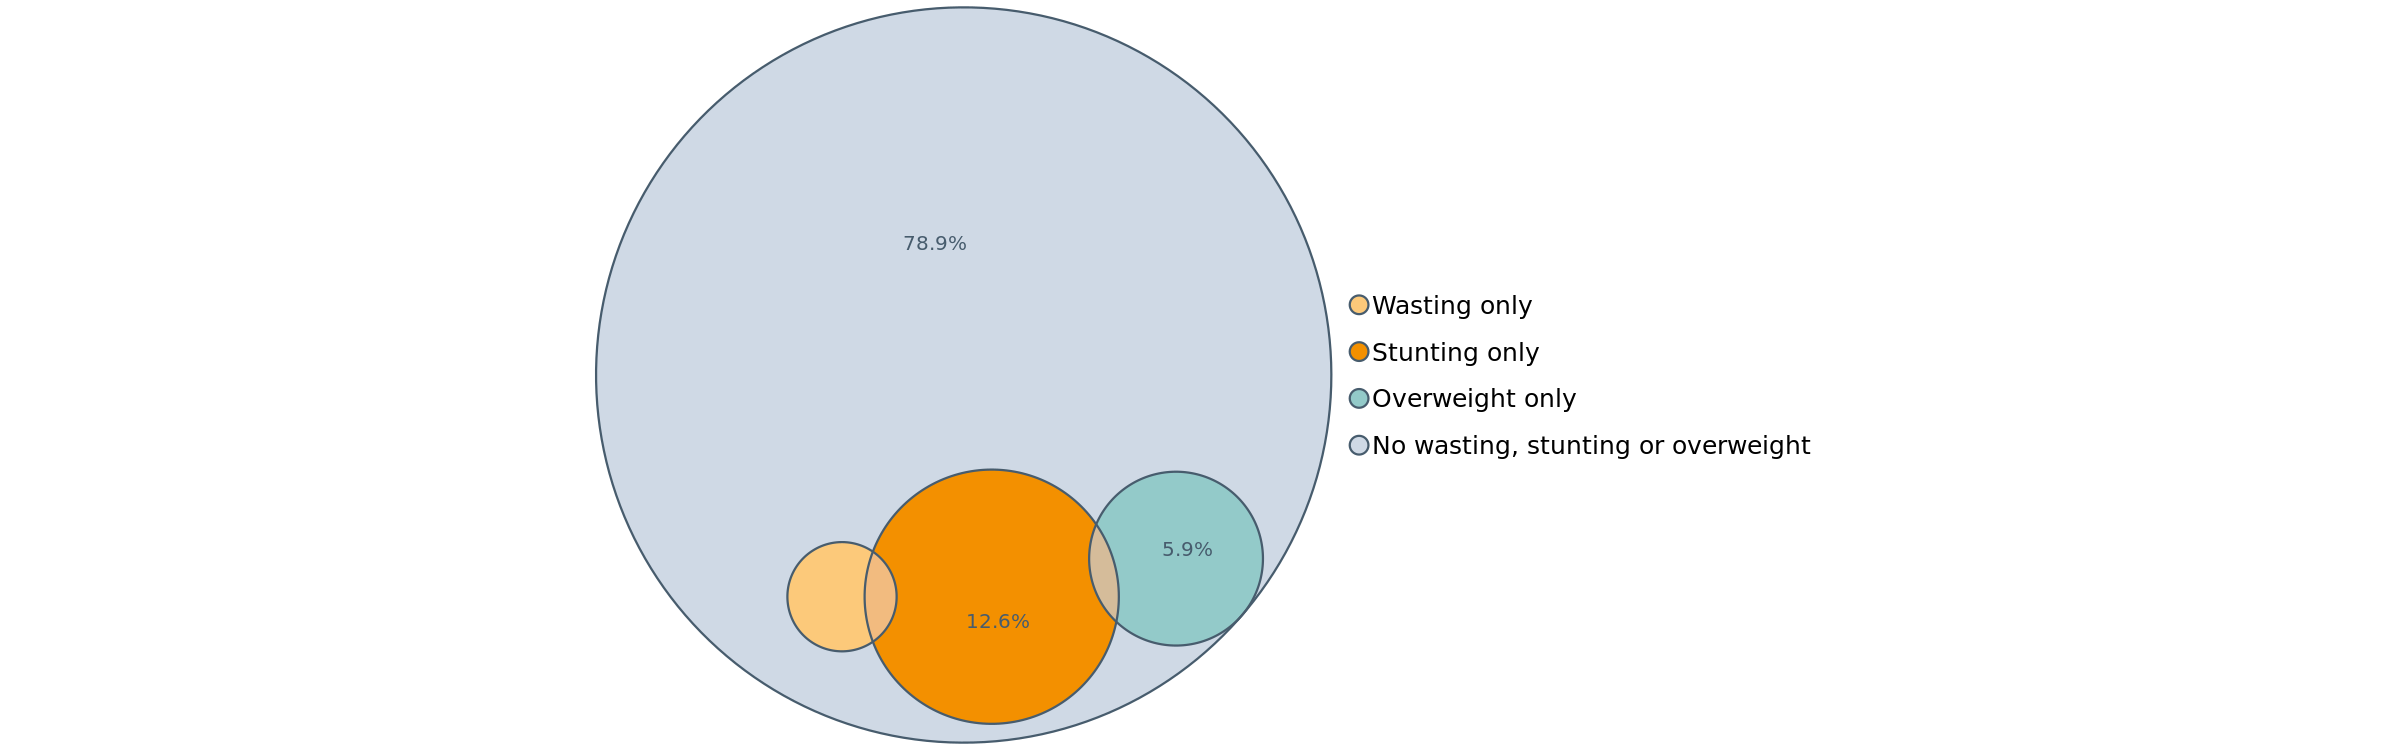 78.9%
12.6%
5.9%
Wasting only
Stunting only
Overweight only
No wasting, stunting or overweight